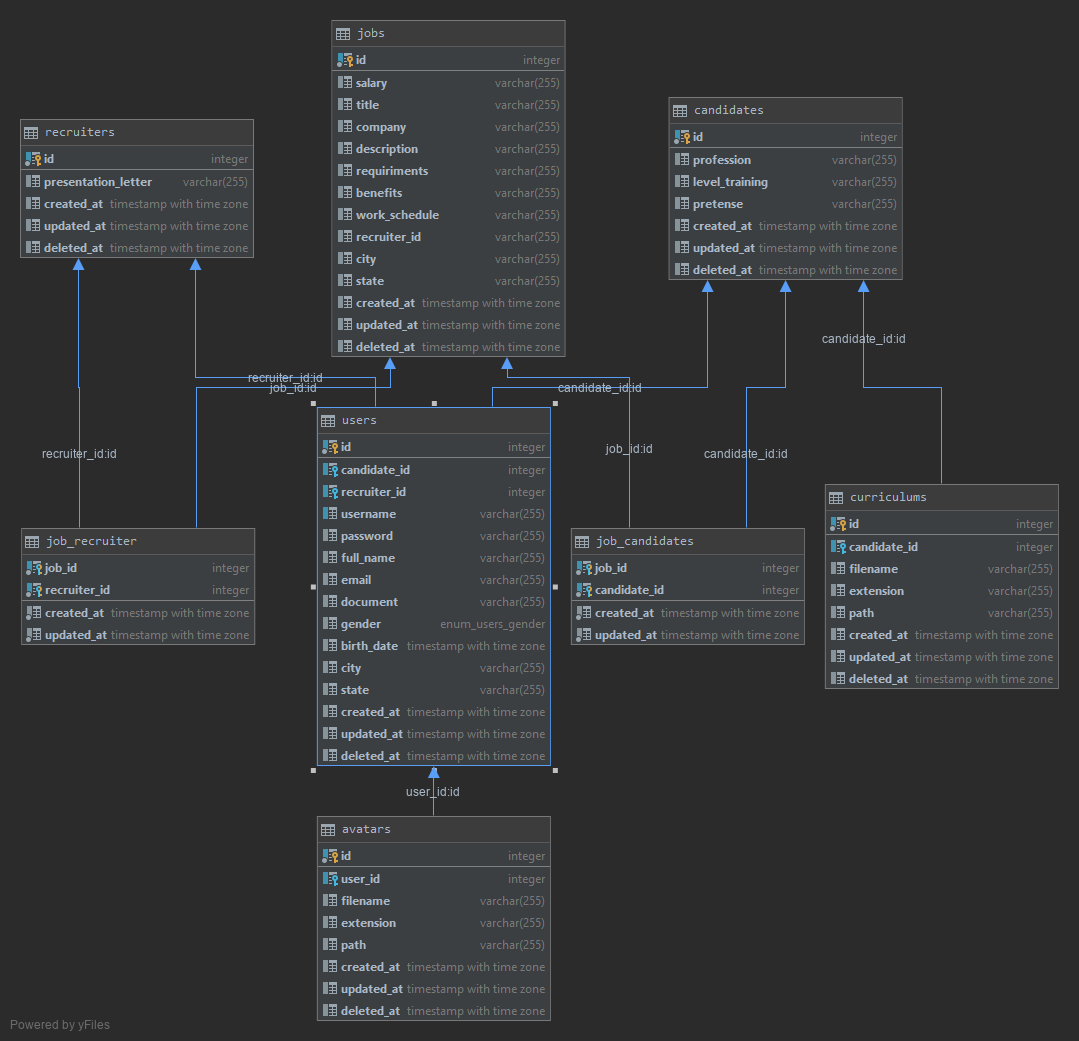 jobs
id integer
salary varchar(255)
title varchar(255)
company varchar(255)
description varchar(255)
requiriments varchar(255)
benefits varchar(255)
work_schedule varchar(255)
recruiter_id varchar(255)
city varchar(255)
state varchar(255)
created_at timestamp with time zone
updated_at timestamp with time zone
deleted_at timestamp with time zone
candidates
id integer
profession varchar(255)
level_training varchar(255)
pretense varchar(255)
created_at timestamp with time zone
updated_at timestamp with time zone
deleted_at timestamp with time zone
recruiters
id integer
presentation_letter varchar(255)
created_at timestamp with time zone
updated_at timestamp with time zone
deleted_at timestamp with time zone
candidate_id:id
recruiter_id:id
job_id:id
candidate_id:id
recruiter_id:id
job_id:id
candidate_id:id
users
id integer
candidate_id integer
recruiter_id integer
username varchar(255)
password varchar(255)
full_name varchar(255)
email varchar(255)
document varchar(255)
gender enum_users_gender
birth_date timestamp with time zone
city varchar(255)
state varchar(255)
created_at timestamp with time zone
updated_at timestamp with time zone
deleted_at timestamp with time zone
curriculums
id integer
candidate_id integer
filename varchar(255)
extension varchar(255)
path varchar(255)
created_at timestamp with time zone
updated_at timestamp with time zone
deleted_at timestamp with time zone
job_recruiter
job_id integer
recruiter_id integer
created_at timestamp with time zone
updated_at timestamp with time zone
job_candidates
job_id integer
candidate_id integer
created_at timestamp with time zone
updated_at timestamp with time zone
user_id:id
avatars
id integer
user_id integer
filename varchar(255)
extension varchar(255)
path varchar(255)
created_at timestamp with time zone
updated_at timestamp with time zone
deleted_at timestamp with time zone
Powered by yFiles